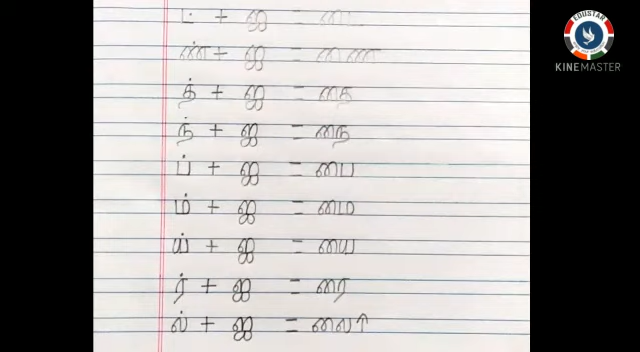 ட் + ஐ = டை
ண் + ஐ = ணை
த் + ஐ = தை
ந் + ஐ = நை
ப் + ஐ = பை
ம் + ஐ = மை
ய் + ஐ = யை
ர் + ஐ = ரை
ல் + ஐ = லை↑
EDUSTAR
KINEMASTER